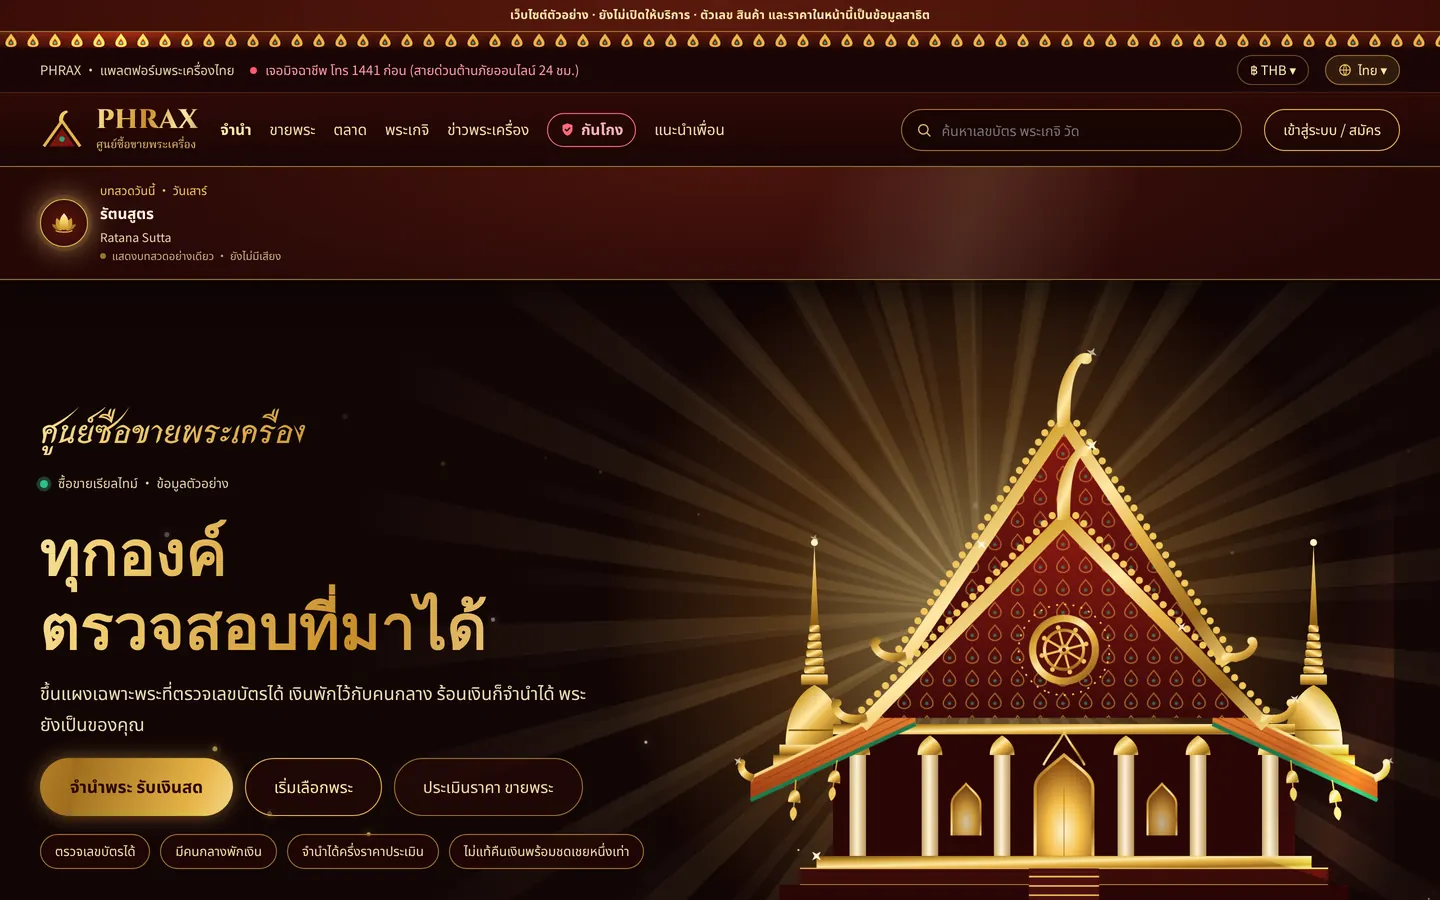 เว็บไซต์ตัวอย่าง · ยังไม่เปิดให้บริการ · ตัวเลข สินค้า และราคาในหน้านี้เป็นข้อมูลสาธิต
PHRAX • แพลตฟอร์มพระเครื่องไทย
เจอมิจฉาชีพ โทร 1441 ก่อน (สายด่วนต้านภัยออนไลน์ 24 ชม.)
฿ THB ▾
ไทย ▾
PHRAX
ศูนย์ซื้อขายพระเครื่อง
จำนำ
ขายพระ
ตลาด
พระเกจิ
ข่าวพระเครื่อง
กันโกง
แนะนำเพื่อน
ค้นหาเลขบัตร พระเกจิ วัด
เข้าสู่ระบบ / สมัคร
บทสวดวันนี้ • วันเสาร์
รัตนสูตร
Ratana Sutta
แสดงบทสวดอย่างเดียว • ยังไม่มีเสียง
ศูนย์ซื้อขายพระเครื่อง
ซื้อขายเรียลไทม์ • ข้อมูลตัวอย่าง
ทุกองค์
ตรวจสอบที่มาได้
ขึ้นแผงเฉพาะพระที่ตรวจเลขบัตรได้ เงินพักไว้กับคนกลาง ร้อนเงินก็จำนำได้ พระ
ยังเป็นของคุณ
จำนำพระ รับเงินสด
เริ่มเลือกพระ
ประเมินราคา ขายพระ
ตรวจเลขบัตรได้
มีคนกลางพักเงิน
จำนำได้ครึ่งราคาประเมิน
ไม่แท้คืนเงินพร้อมชดเชยหนึ่งเท่า